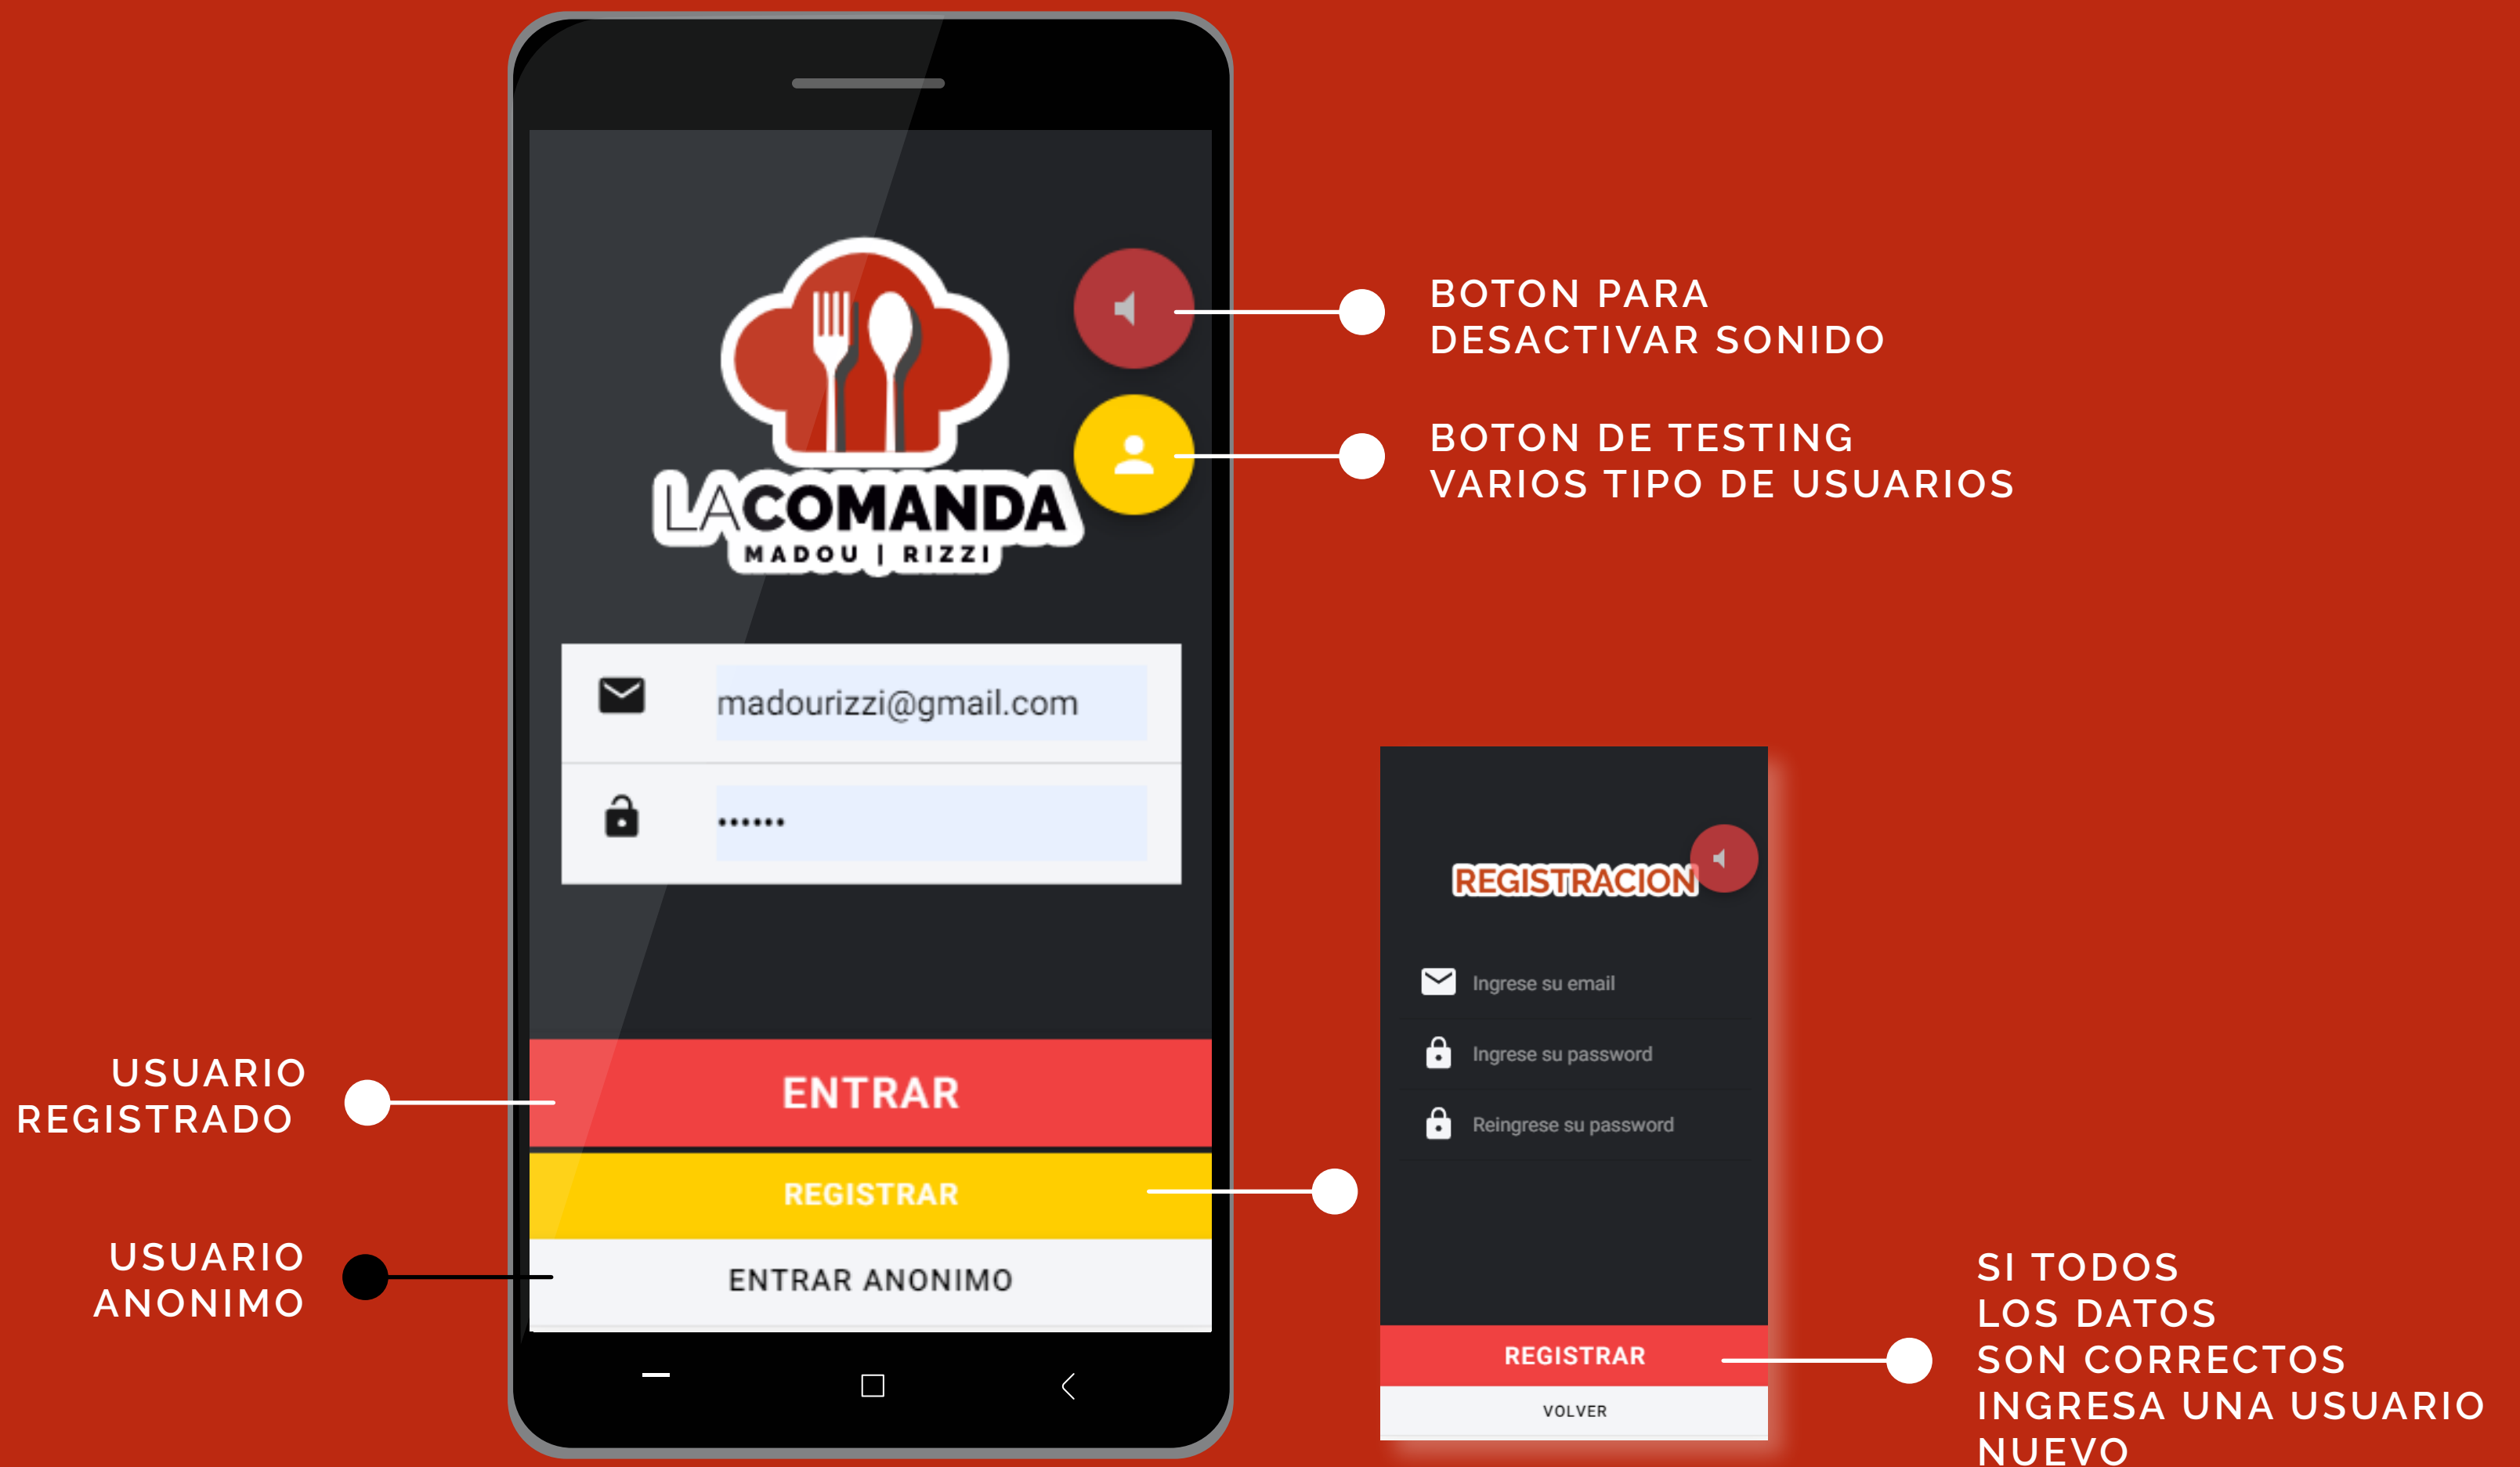 LACOMANDA
MADOU | RIZZI
BOTON PARA
DESACTIVAR SONIDO
BOTON DE TESTING
VARIOS TIPO DE USUARIOS
madourizzi@gmail.com
••••••
USUARIO
REGISTRADO
ENTRAR
REGISTRAR
USUARIO
ANONIMO
ENTRAR ANONIMO
REGISTRACION
Ingrese su email
Ingrese su password
Reingrese su password
REGISTRAR
VOLVER
SI TODOS
LOS DATOS
SON CORRECTOS
INGRESA UNA USUARIO
NUEVO